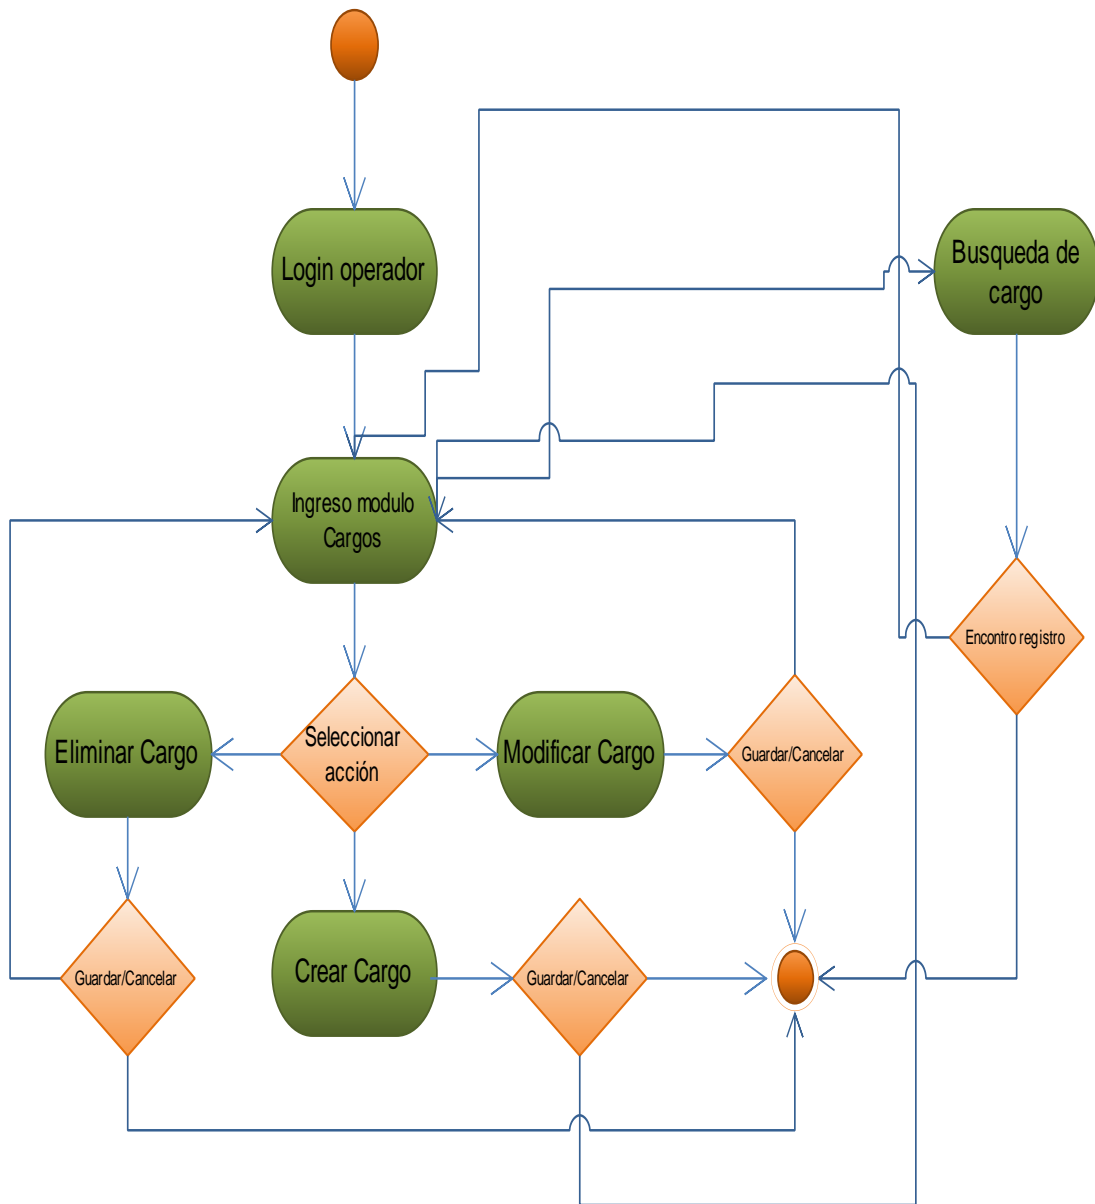 Login operador
Busqueda de
cargo
Ingreso modulo
Cargos
Encontro registro
Eliminar Cargo
Seleccionar
acción
Modificar Cargo
Guardar/Cancelar
Guardar/Cancelar
Crear Cargo
Guardar/Cancelar